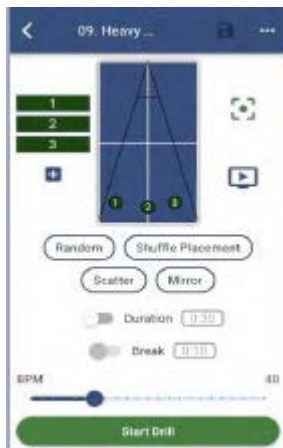 09. Heavy ...
1
2
3
1 2 3
Random
Shuffle Placement
Scatter
Mirror
Duration 0:30
Break 0:10
BPM 40
Start Drill